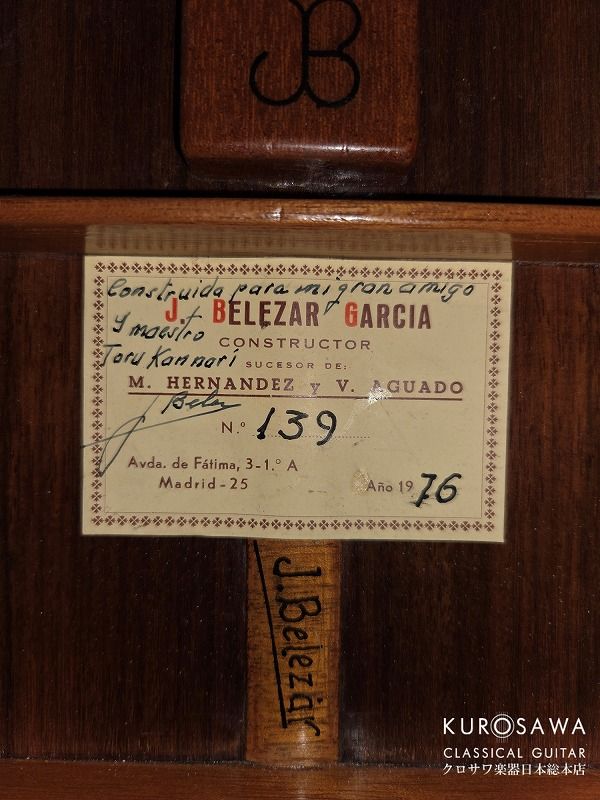 JB
Construida para mi gran amigo
J. BELEZAR GARCIA
y maestro
CONSTRUCTOR
Toru Kannari
SUCESOR DE:
M. HERNANDEZ y V. AGUADO
J Belezar
N.º 139
Avda. de Fátima, 3-1.º A
Madrid-25
Año 1976
J. Belezár
KUROSAWA
CLASSICAL GUITAR
クロサワ楽器日本総本店